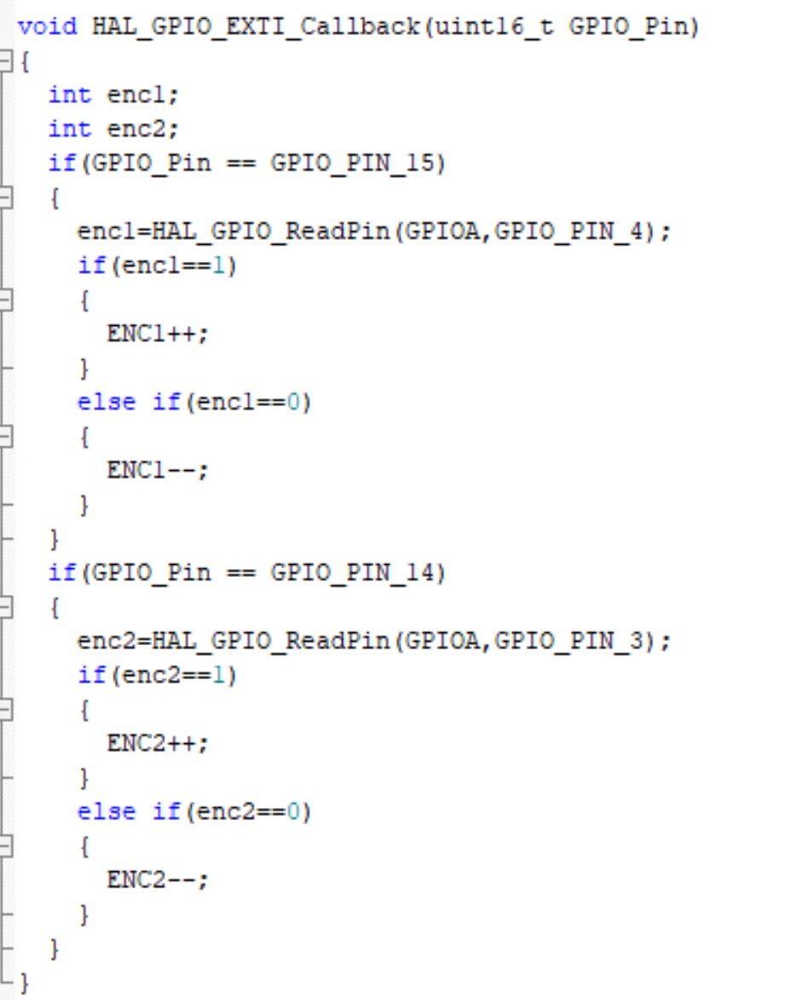 void HAL_GPIO_EXTI_Callback(uint16_t GPIO_Pin)
{
  int enc1;
  int enc2;
  if(GPIO_Pin == GPIO_PIN_15)
  {
    enc1=HAL_GPIO_ReadPin(GPIOA,GPIO_PIN_4);
    if(enc1==1)
    {
      ENC1++;
    }
    else if(enc1==0)
    {
      ENC1--;
    }
  }
  if(GPIO_Pin == GPIO_PIN_14)
  {
    enc2=HAL_GPIO_ReadPin(GPIOA,GPIO_PIN_3);
    if(enc2==1)
    {
      ENC2++;
    }
    else if(enc2==0)
    {
      ENC2--;
    }
  }
}